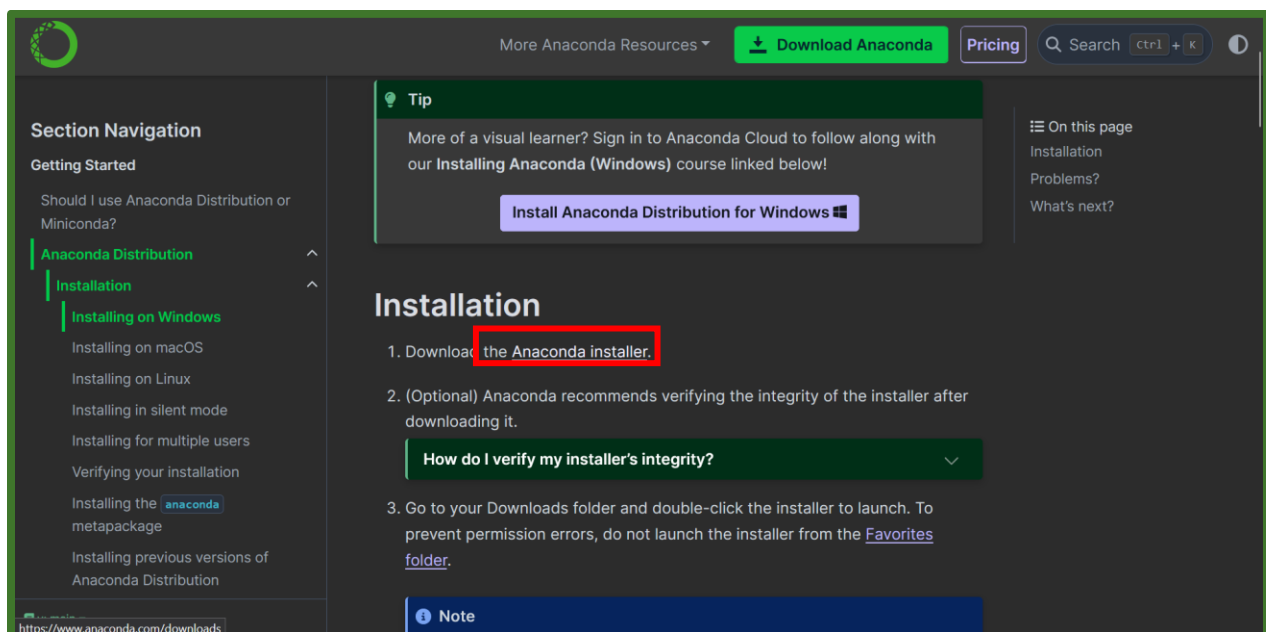 More Anaconda Resources
Download Anaconda
Pricing
Search Ctrl + K
Section Navigation
Getting Started
Should I use Anaconda Distribution or
Miniconda?
Anaconda Distribution
Installation
Installing on Windows
Installing on macOS
Installing on Linux
Installing in silent mode
Installing for multiple users
Verifying your installation
Installing the anaconda
metapackage
Installing previous versions of
Anaconda Distribution
https://www.anaconda.com/downloads
Tip
More of a visual learner? Sign in to Anaconda Cloud to follow along with
our Installing Anaconda (Windows) course linked below!
Install Anaconda Distribution for Windows
Installation
1. Download the Anaconda installer.
2. (Optional) Anaconda recommends verifying the integrity of the installer after
downloading it.
How do I verify my installer's integrity?
3. Go to your Downloads folder and double-click the installer to launch. To
prevent permission errors, do not launch the installer from the Favorites
folder.
Note
On this page
Installation
Problems?
What's next?